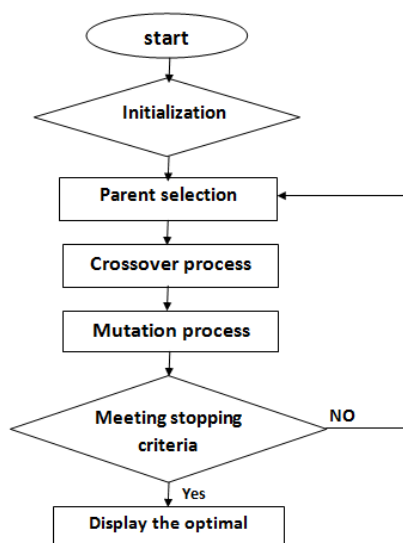 start
Initialization
Parent selection
Crossover process
Mutation process
Meeting stopping
criteria
NO
Yes
Display the optimal